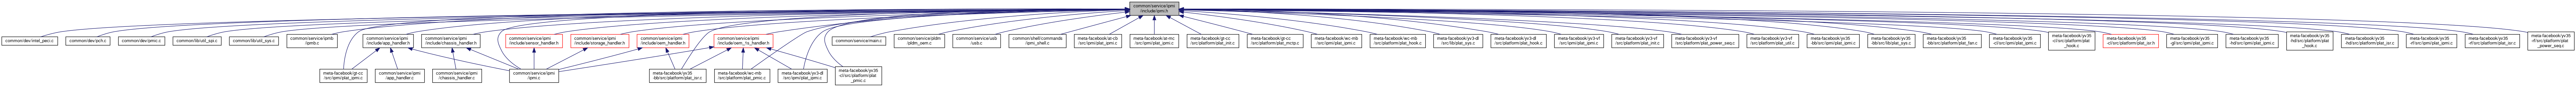 common/service/ipmi
/include/ipmi.h
common/dev/intel_peci.c
common/dev/pch.c
common/dev/pmic.c
common/lib/util_spi.c
common/lib/util_sys.c
common/service/ipmb
/ipmb.c
common/service/ipmi
/include/app_handler.h
common/service/ipmi
/include/chassis_handler.h
common/service/ipmi
/include/sensor_handler.h
common/service/ipmi
/include/storage_handler.h
common/service/ipmi
/include/oem_handler.h
common/service/ipmi
/include/oem_1s_handler.h
common/service/main.c
common/service/pldm
/pldm_oem.c
common/service/usb
/usb.c
common/shell/commands
/ipmi_shell.c
meta-facebook/at-cb
/src/ipmi/plat_ipmi.c
meta-facebook/at-mc
/src/ipmi/plat_ipmi.c
meta-facebook/gt-cc
/src/platform/plat_init.c
meta-facebook/gt-cc
/src/platform/plat_mctp.c
meta-facebook/wc-mb
/src/ipmi/plat_ipmi.c
meta-facebook/wc-mb
/src/platform/plat_hook.c
meta-facebook/yv3-dl
/src/lib/plat_sys.c
meta-facebook/yv3-dl
/src/platform/plat_hook.c
meta-facebook/yv3-vf
/src/ipmi/plat_ipmi.c
meta-facebook/yv3-vf
/src/platform/plat_init.c
meta-facebook/yv3-vf
/src/platform/plat_power_seq.c
meta-facebook/yv3-vf
/src/platform/plat_util.c
meta-facebook/yv35
-bb/src/ipmi/plat_ipmi.c
meta-facebook/yv35
-bb/src/lib/plat_sys.c
meta-facebook/yv35
-bb/src/platform/plat_fan.c
meta-facebook/yv35
-cl/src/ipmi/plat_ipmi.c
meta-facebook/yv35
-cl/src/platform/plat
_hook.c
meta-facebook/yv35
-cl/src/platform/plat_isr.h
meta-facebook/yv35
-gl/src/ipmi/plat_ipmi.c
meta-facebook/yv35
-hd/src/ipmi/plat_ipmi.c
meta-facebook/yv35
-hd/src/platform/plat
_hook.c
meta-facebook/yv35
-hd/src/platform/plat_isr.c
meta-facebook/yv35
-rf/src/ipmi/plat_ipmi.c
meta-facebook/yv35
-rf/src/platform/plat_isr.c
meta-facebook/yv35
-rf/src/platform/plat
_power_seq.c
meta-facebook/gt-cc
/src/ipmi/plat_ipmi.c
common/service/ipmi
/app_handler.c
common/service/ipmi
/chassis_handler.c
common/service/ipmi
/ipmi.c
meta-facebook/yv35
-bb/src/platform/plat_isr.c
meta-facebook/wc-mb
/src/platform/plat_pmic.c
meta-facebook/yv3-dl
/src/ipmi/plat_ipmi.c
meta-facebook/yv35
-cl/src/platform/plat
_pmic.c